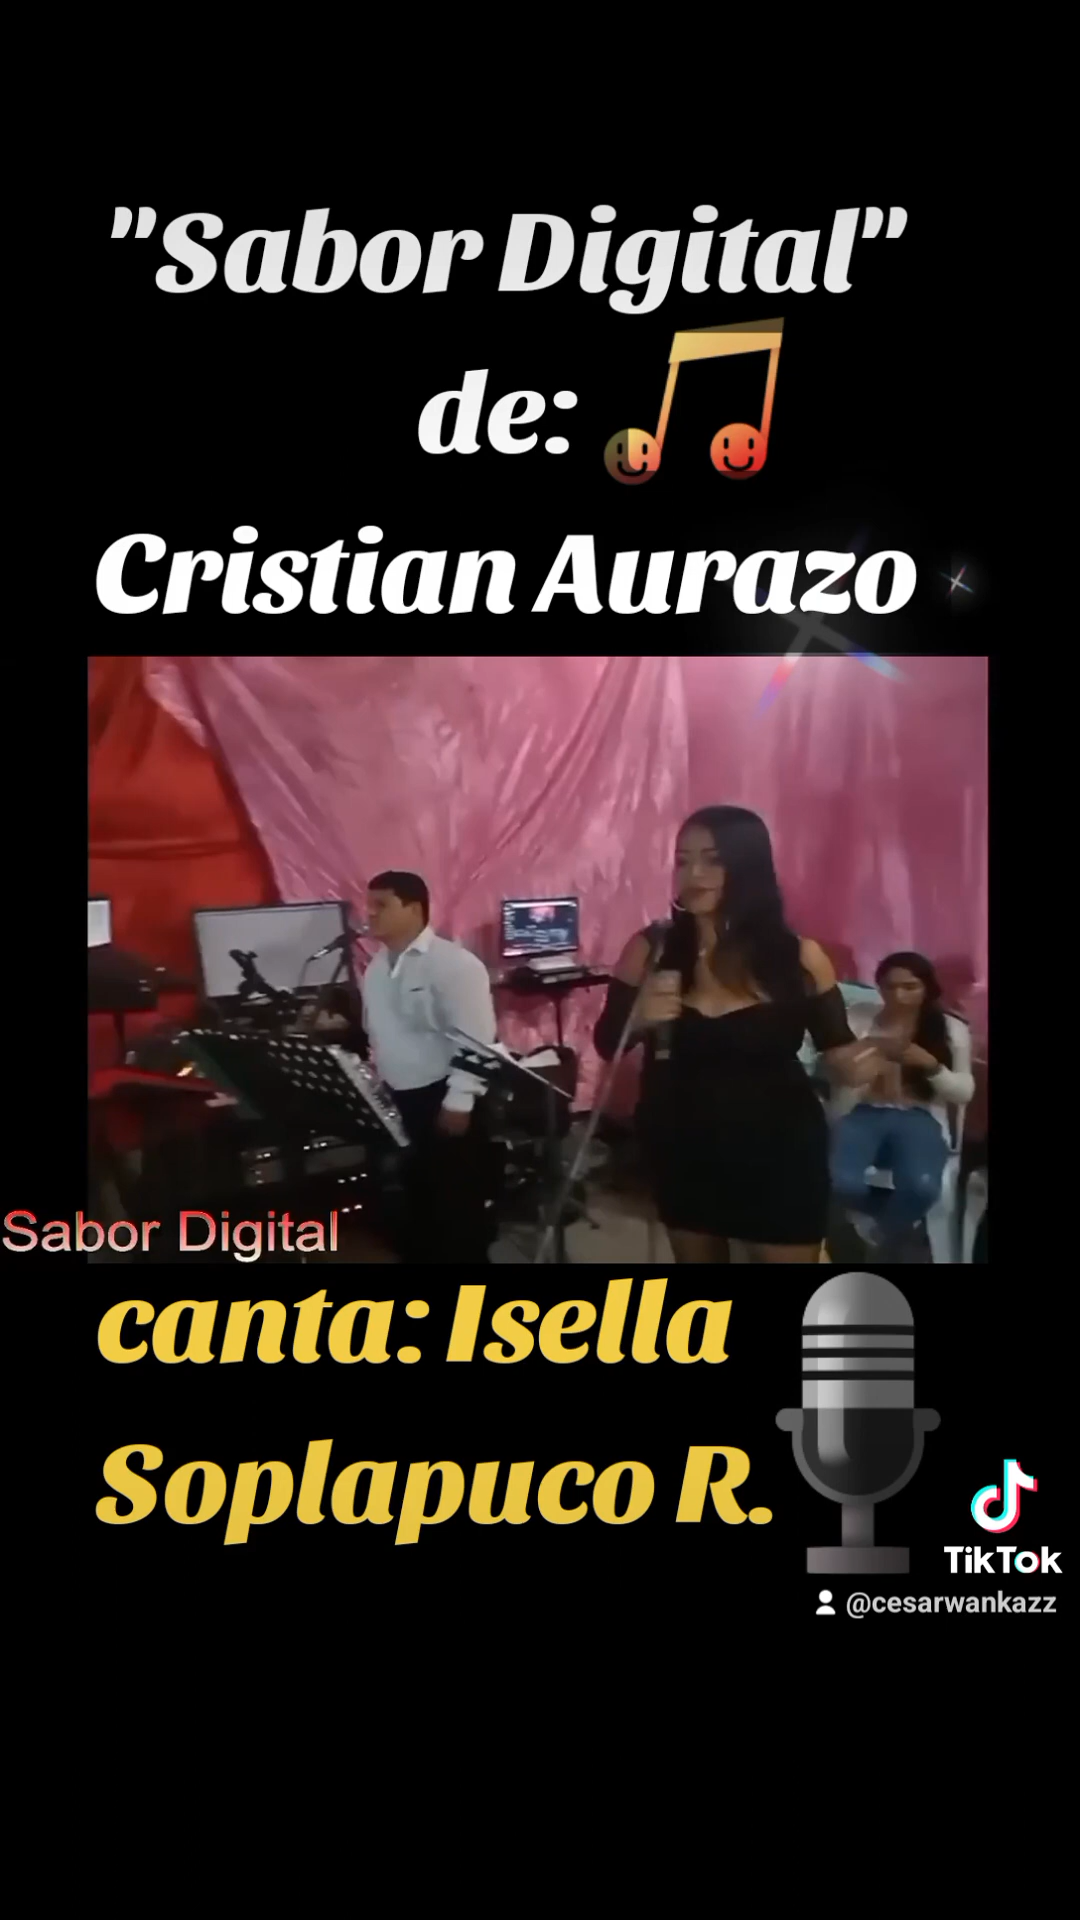 "Sabor Digital"
de:
Cristian Aurazo
Sabor Digital
canta: Isella
Soplapuco R.
TikTok
@cesarwankazz